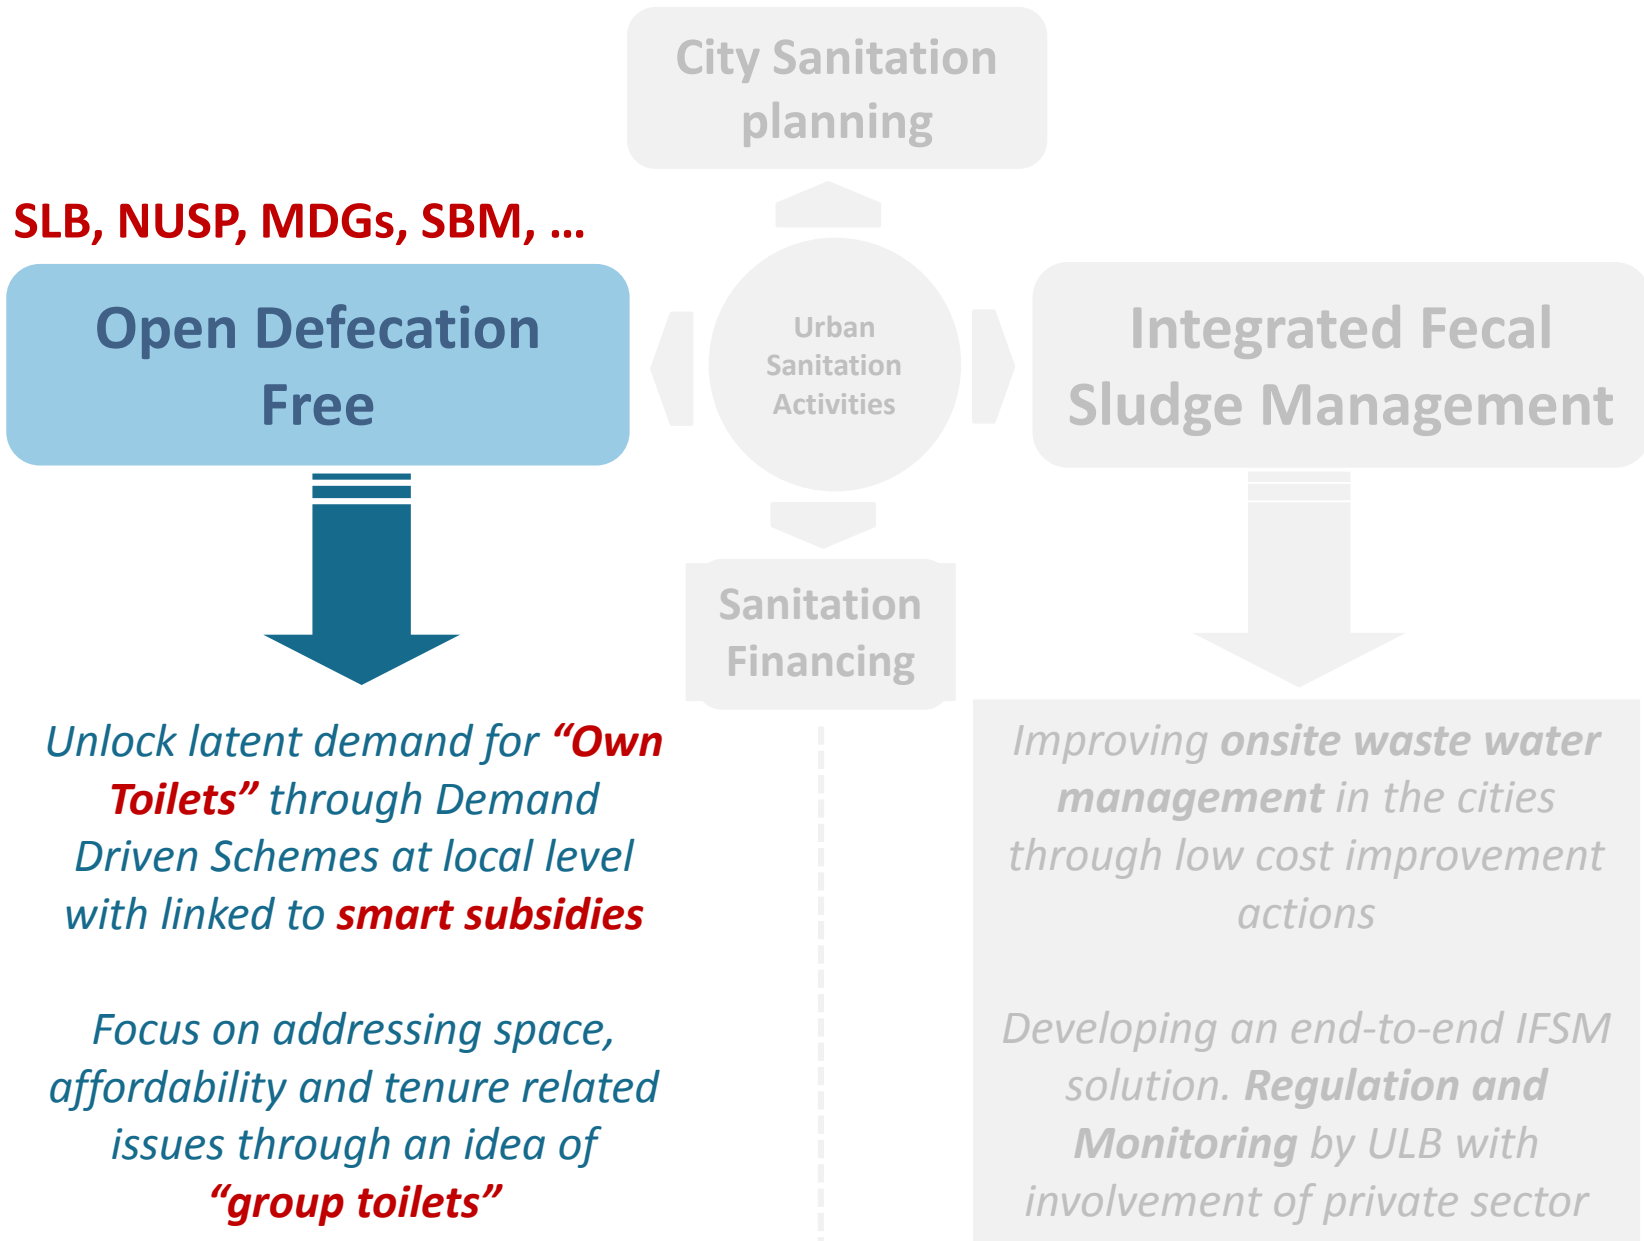 City Sanitation
planning
SLB, NUSP, MDGs, SBM, ...
Open Defecation
Free
Urban
Sanitation
Activities
Integrated Fecal
Sludge Management
Sanitation
Financing
Unlock latent demand for “Own
Toilets” through Demand
Driven Schemes at local level
with linked to smart subsidies
Focus on addressing space,
affordability and tenure related
issues through an idea of
“group toilets”
Improving onsite waste water
management in the cities
through low cost improvement
actions
Developing an end-to-end IFSM
solution. Regulation and
Monitoring by ULB with
involvement of private sector